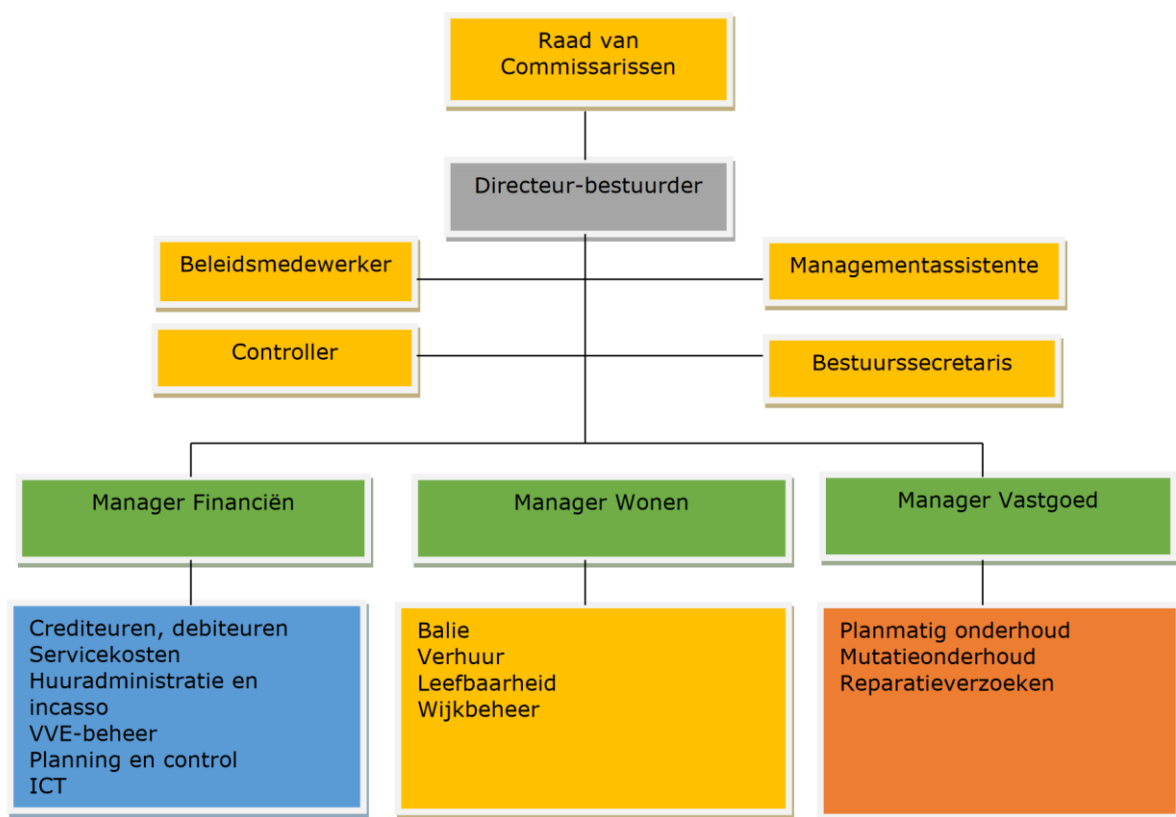 Raad van
Commissarissen
Directeur-bestuurder
Beleidsmedewerker
Managementassistente
Controller
Bestuurssecretaris
Manager Financiën
Manager Wonen
Manager Vastgoed
Crediteuren, debiteuren
Servicekosten
Huuradministratie en
incasso
VVE-beheer
Planning en control
ICT
Balie
Verhuur
Leefbaarheid
Wijkbeheer
Planmatig onderhoud
Mutatieonderhoud
Reparatieverzoeken